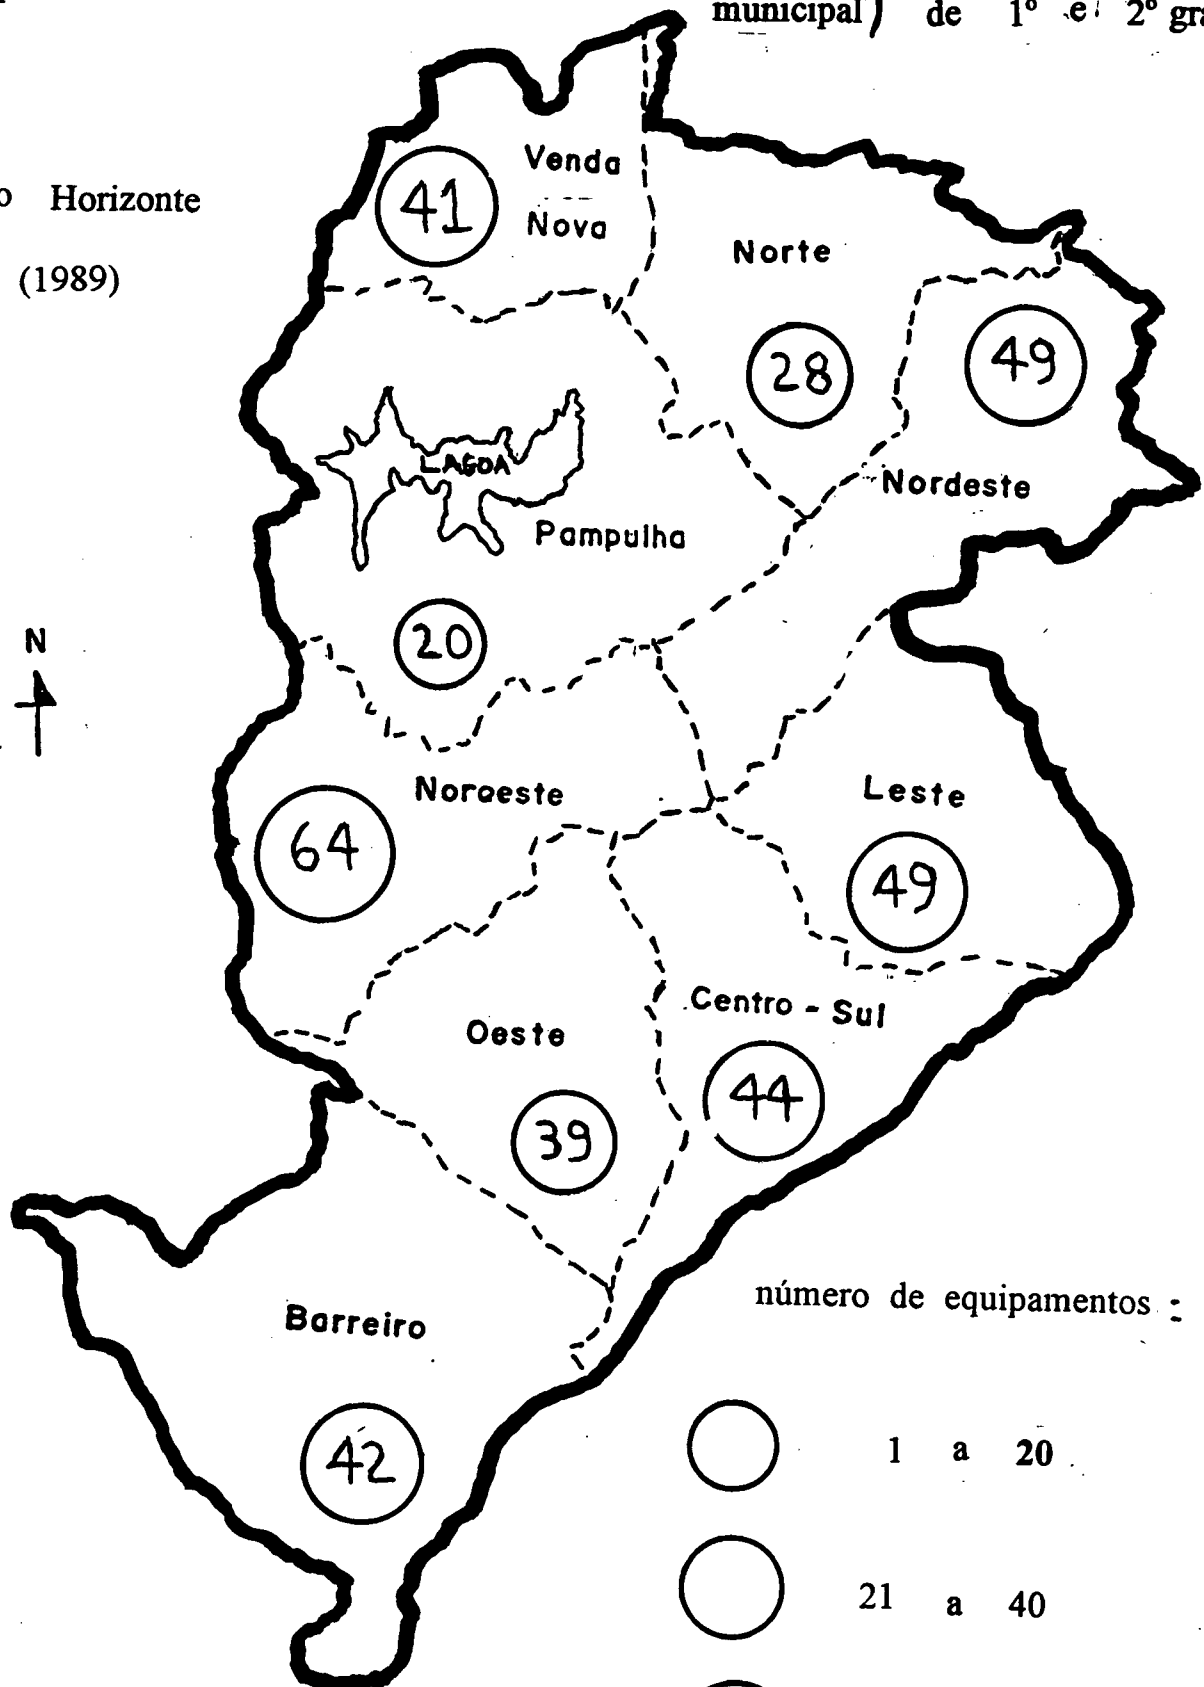 municipal) de 1º e 2º
Horizonte
(1989)
Venda
Nova
41
Norte
28
49
Nordeste
LAGOA
Pampulha
20
N
Noroeste
64
Leste
49
Centro - Sul
44
Oeste
39
Barreiro
42
número de equipamentos :
1 a 20
21 a 40